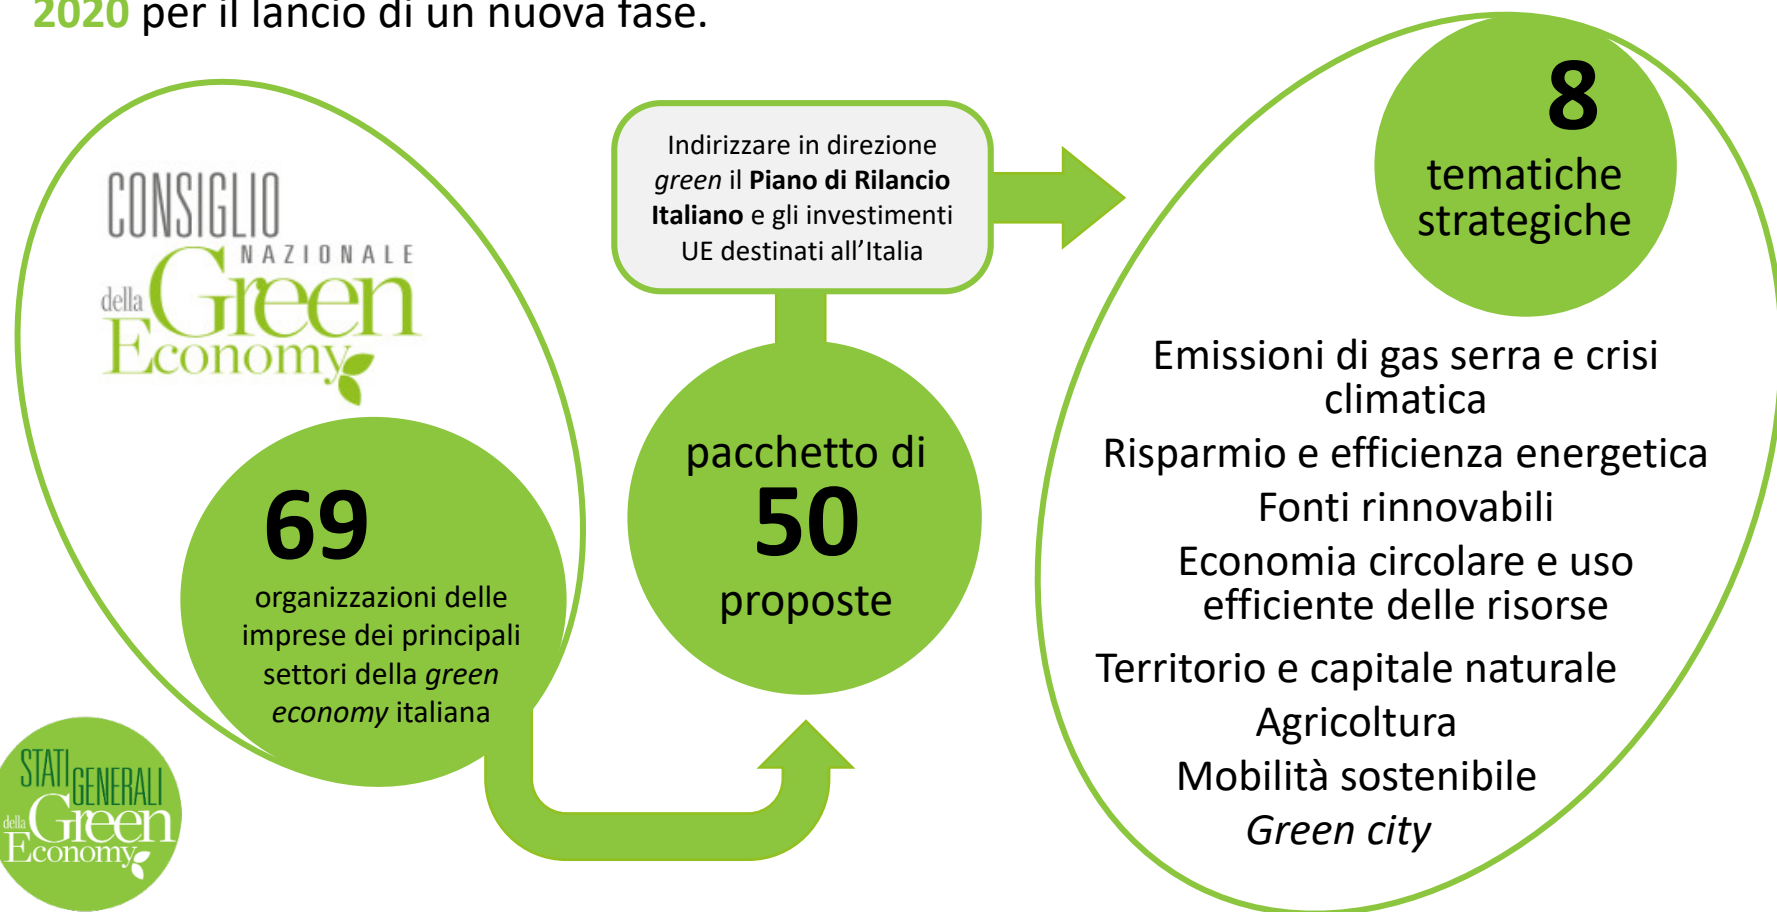 2020 per il lancio di un nuova fase.
CONSIGLIO
NAZIONALE
della Green
Economy
69
organizzazioni delle
imprese dei principali
settori della green
economy italiana
STATI
GENERALI
della Green
Economy
Indirizzare in direzione
green il Piano di Rilancio
Italiano e gli investimenti
UE destinati all’Italia
pacchetto di
50
proposte
8
tematiche
strategiche
Emissioni di gas serra e crisi
climatica
Risparmio e efficienza energetica
Fonti rinnovabili
Economia circolare e uso
efficiente delle risorse
Territorio e capitale naturale
Agricoltura
Mobilità sostenibile
Green city